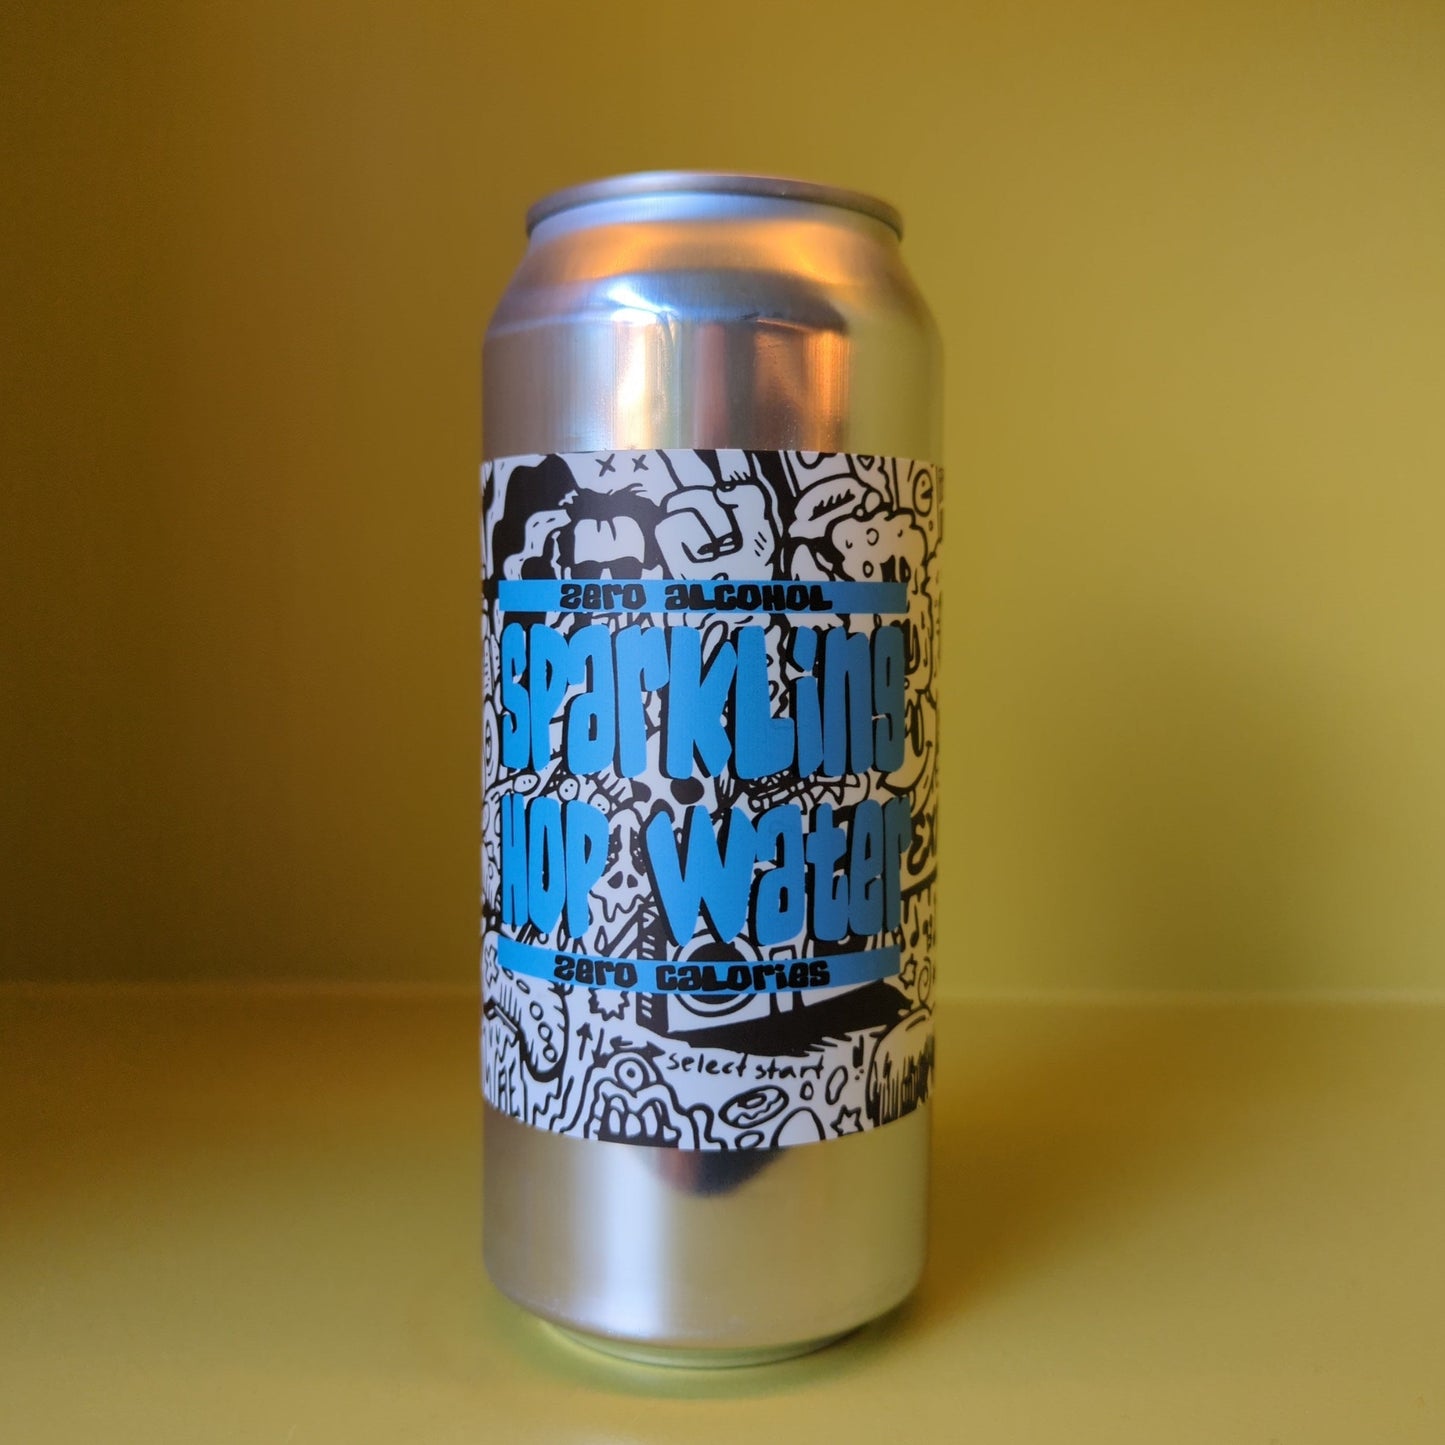 zero alcohol
Sparkling
Hop Water
zero calories
select start